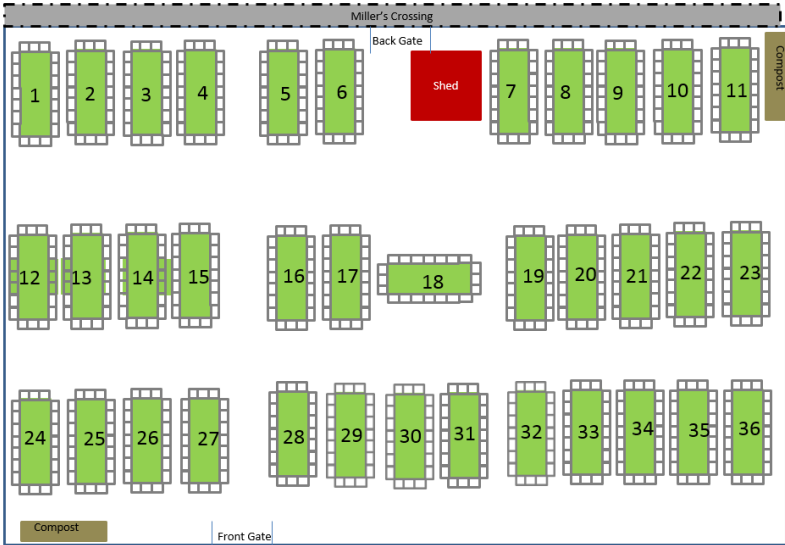 Miller's Crossing
Back Gate
Shed
Compost
1 2 3 4 5 6 7 8 9 10 11
12 13 14 15 16 17 18 19 20 21 22 23
24 25 26 27 28 29 30 31 32 33 34 35 36
Compost
Front Gate